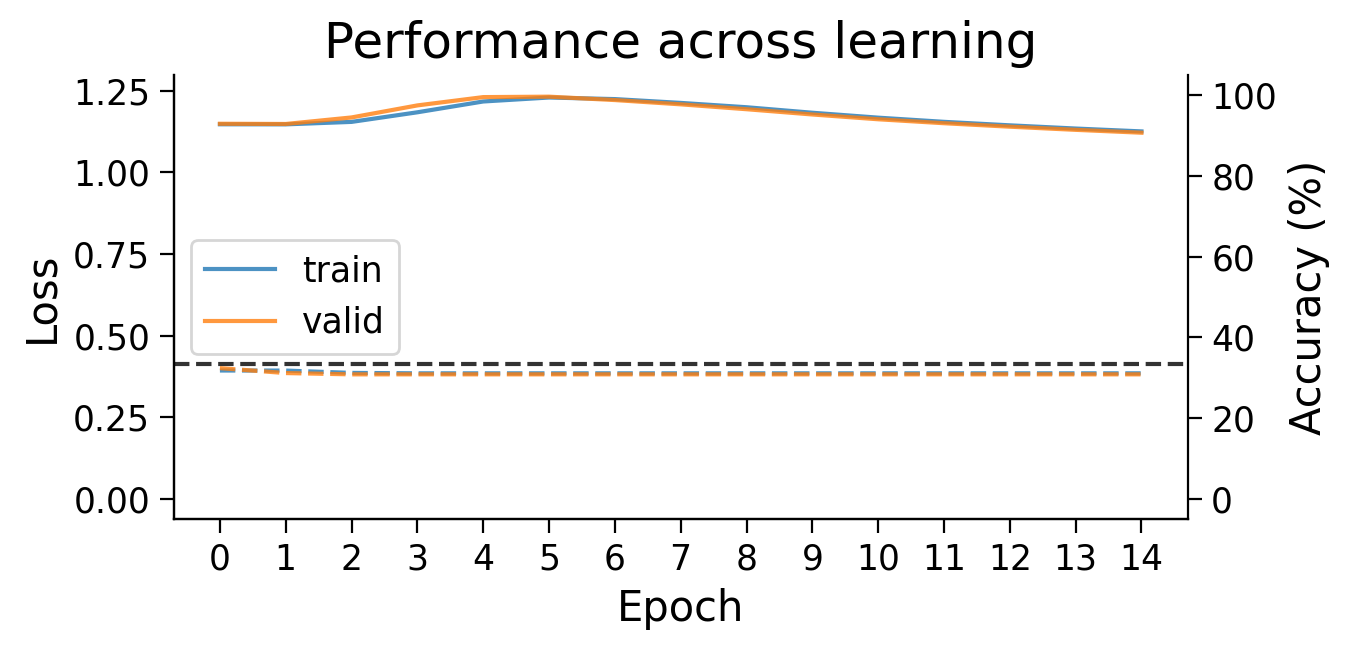 Performance across learning
Loss
1.25
1.00
0.75
0.50
0.25
0.00
train
valid
100
80
60
40
20
0
Accuracy (%)
0 1 2 3 4 5 6 7 8 9 10 11 12 13 14
Epoch